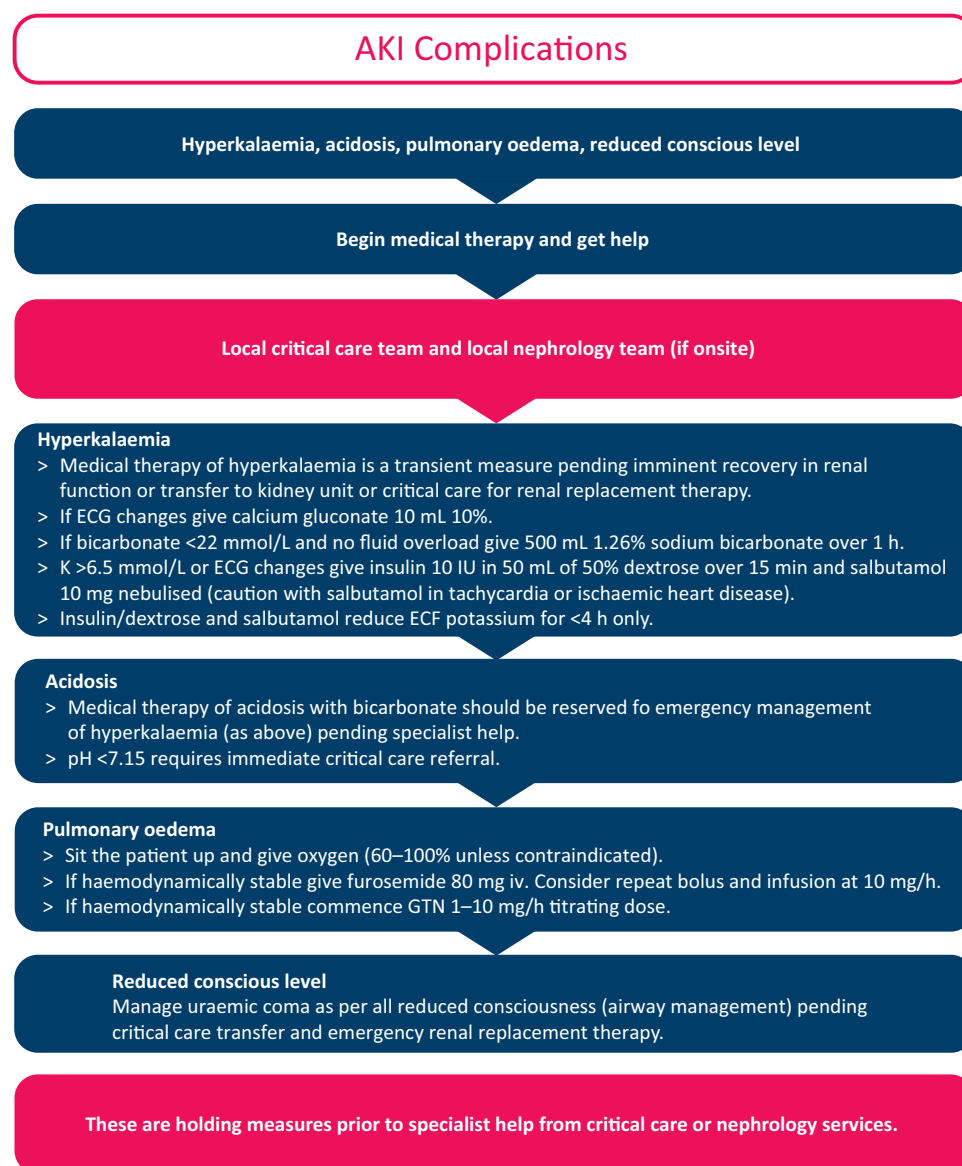 AKI Complications
Hyperkalaemia, acidosis, pulmonary oedema, reduced conscious level
Begin medical therapy and get help
Local critical care team and local nephrology team (if onsite)
Hyperkalaemia
> Medical therapy of hyperkalaemia is a transient measure pending imminent recovery in renal
function or transfer to kidney unit or critical care for renal replacement therapy.
> If ECG changes give calcium gluconate 10 mL 10%.
> If bicarbonate <22 mmol/L and no fluid overload give 500 mL 1.26% sodium bicarbonate over 1 h.
> K >6.5 mmol/L or ECG changes give insulin 10 IU in 50 mL of 50% dextrose over 15 min and salbutamol
10 mg nebulised (caution with salbutamol in tachycardia or ischaemic heart disease).
> Insulin/dextrose and salbutamol reduce ECF potassium for <4 h only.
Acidosis
> Medical therapy of acidosis with bicarbonate should be reserved fo emergency management
of hyperkalaemia (as above) pending specialist help.
> pH <7.15 requires immediate critical care referral.
Pulmonary oedema
> Sit the patient up and give oxygen (60–100% unless contraindicated).
> If haemodynamically stable give furosemide 80 mg iv. Consider repeat bolus and infusion at 10 mg/h.
> If haemodynamically stable commence GTN 1–10 mg/h titrating dose.
Reduced conscious level
Manage uraemic coma as per all reduced consciousness (airway management) pending
critical care transfer and emergency renal replacement therapy.
These are holding measures prior to specialist help from critical care or nephrology services.